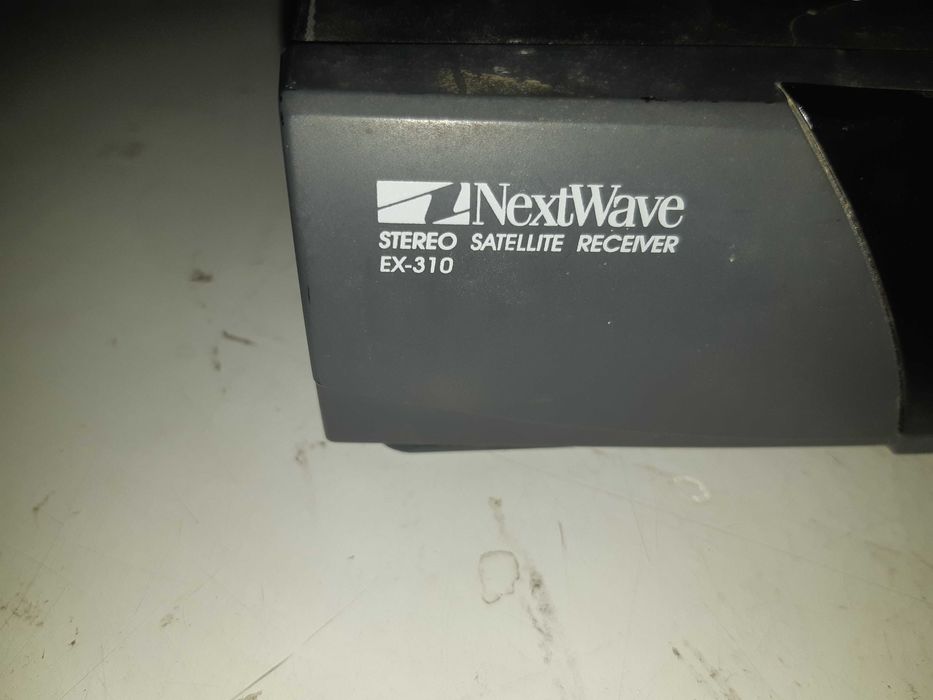 NextWave
STEREO SATELLITE RECEIVER
EX-310